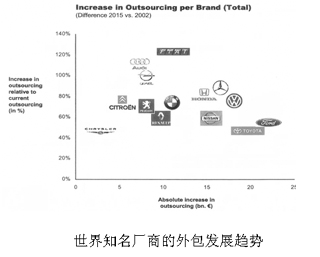 Increase in Outsourcing per Brand (Total)
(Difference 2015 vs. 2002)
140%
120%
100%
80%
60%
40%
20%
0%
Increase in
outsourcing
relative to
current
outsourcing
(in %)
FIAT
Audi
OPEL
CITROËN
PEUGEOT
RENAULT
HONDA
NISSAN
TOYOTA
Ford
CHRYSLER
0
5
10
15
20
25
Absolute increase in
outsourcing (bn. €)
世界知名厂商的外包发展趋势